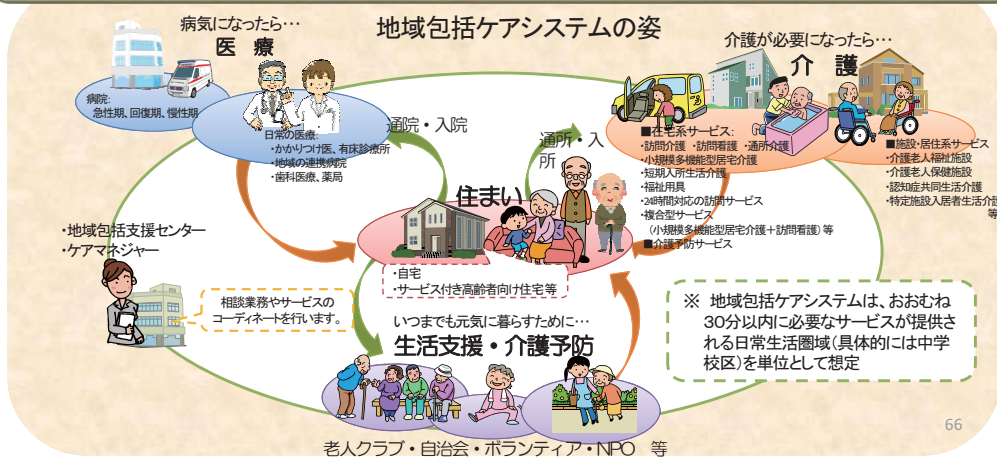 地域包括ケアシステムの姿
病気になったら…
医 療
病院:
急性期、回復期、慢性期
日常の医療:
・かかりつけ医、有床診療所
・地域の連携病院
・歯科医療、薬局
通院・入院
通所・入
所
介護が必要になったら…
介 護
■在宅系サービス:
・訪問介護 ・訪問看護 ・通所介護
・小規模多機能型居宅介護
・短期入所生活介護
・福祉用具
・24時間対応の訪問サービス
・複合型サービス
（小規模多機能型居宅介護＋訪問看護）等
■介護予防サービス
■施設・居住系サービス
・介護老人福祉施設
・介護老人保健施設
・認知症共同生活介護
・特定施設入居者生活介護
等
住まい
・自宅
・サービス付き高齢者向け住宅等
・地域包括支援センター
・ケアマネジャー
相談業務やサービスの
コーディネートを行います。
いつまでも元気に暮らすために…
生活支援・介護予防
老人クラブ・自治会・ボランティア・NPO 等
※ 地域包括ケアシステムは、おおむね
30分以内に必要なサービスが提供さ
れる日常生活圏域（具体的には中学
校区）を単位として想定
66